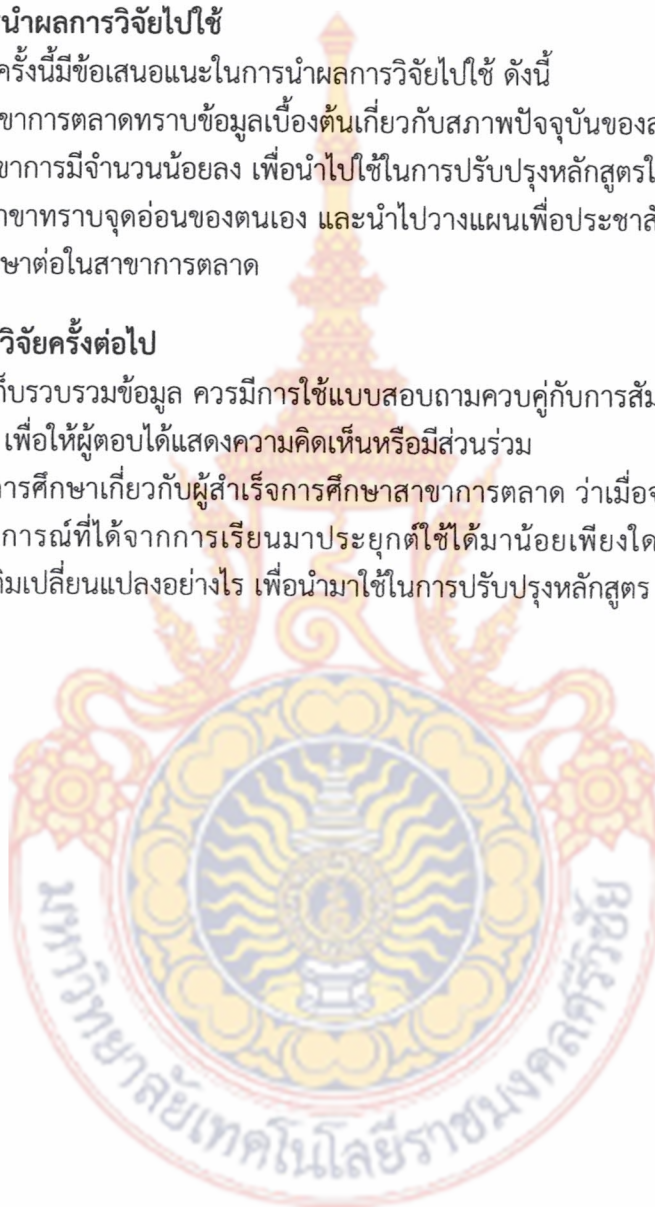 นำผลการวิจัยไปใช้
ครั้งนี้มีข้อเสนอแนะในการนำผลการวิจัยไปใช้ ดังนี้
ขาการตลาดทราบข้อมูลเบื้องต้นเกี่ยวกับสภาพปัจจุบันของ
ขาการมีจำนวนน้อยลง เพื่อนำไปใช้ในการปรับปรุงหลักสูตร
าขาทราบจุดอ่อนของตนเอง และนำไปวางแผนเพื่อประชาสั
ษาต่อในสาขาการตลาด
วิจัยครั้งต่อไป
ก็บรวบรวมข้อมูล ควรมีการใช้แบบสอบถามควบคู่กับการสัม
เพื่อให้ผู้ตอบได้แสดงความคิดเห็นหรือมีส่วนร่วม
การศึกษาเกี่ยวกับผู้สำเร็จการศึกษาสาขาการตลาด ว่าเมื่อจ
การณ์ที่ได้จากการเรียนมาประยุกต์ใช้ได้มาน้อยเพียงใด
ติมเปลี่ยนแปลงอย่างไร เพื่อนำมาใช้ในการปรับปรุงหลักสูตร
มหาวิทยาลัยเทคโนโลยีราชมงคลศรีวิชัย